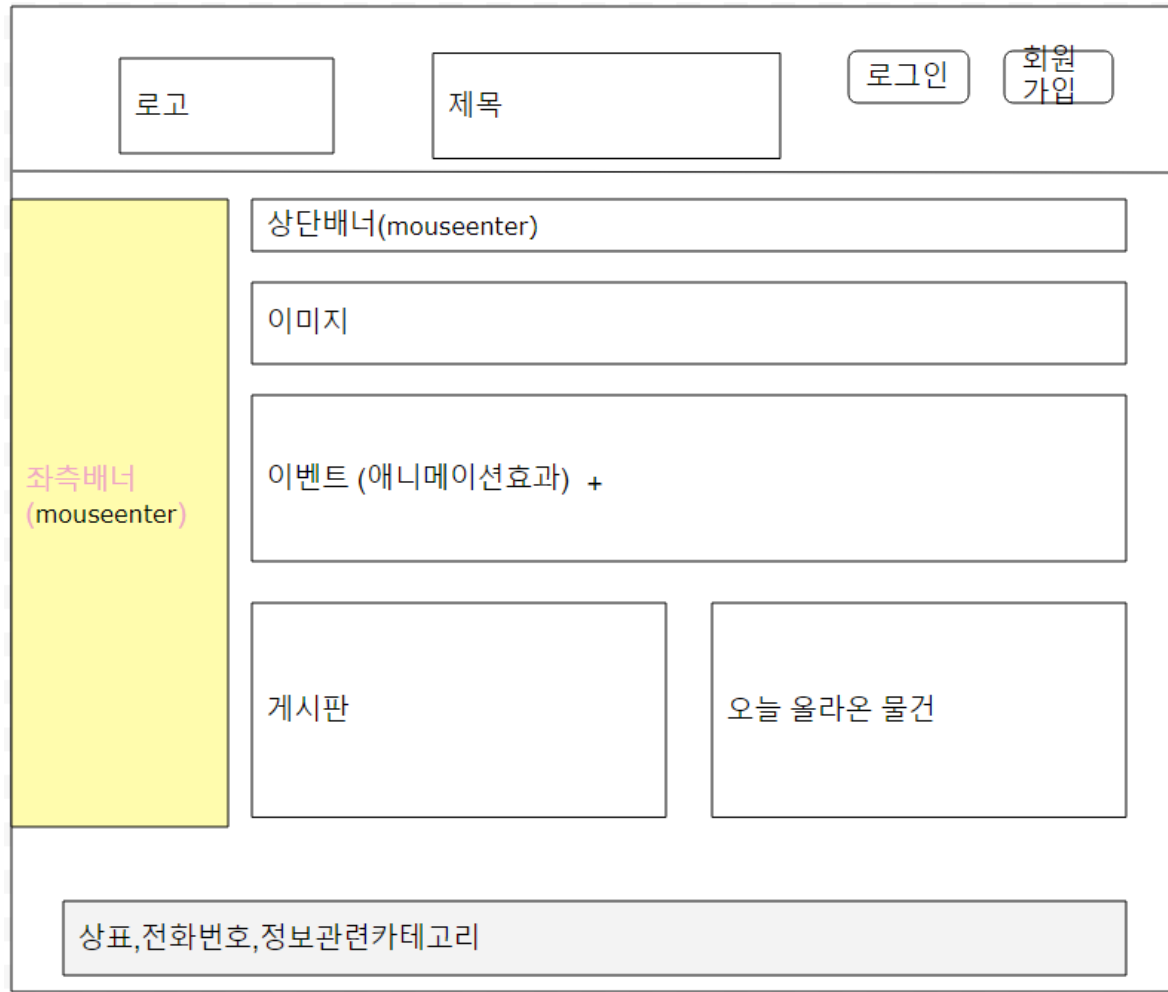 로고
제목
로그인
회원
가입
상단배너(mouseenter)
이미지
좌측배너
(mouseenter)
이벤트 (애니메이션효과) +
게시판
오늘 올라온 물건
상표,전화번호,정보관련카테고리